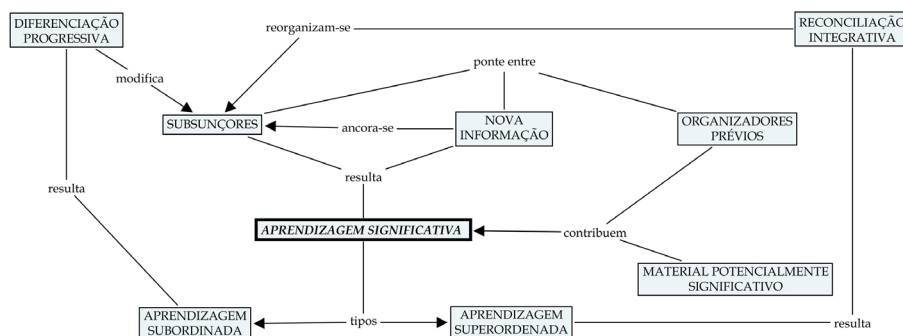 DIFERENCIAÇÃO
PROGRESSIVA
reorganizam-se
RECONCILIAÇÃO
INTEGRATIVA
modifica
ponte entre
SUBSUNÇORES
ancora-se
NOVA
INFORMAÇÃO
ORGANIZADORES
PRÉVIOS
resulta
resulta
APRENDIZAGEM SIGNIFICATIVA
contribuem
MATERIAL POTENCIALMENTE
SIGNIFICATIVO
APRENDIZAGEM
SUBORDINADA
tipos
APRENDIZAGEM
SUPERORDENADA
resulta